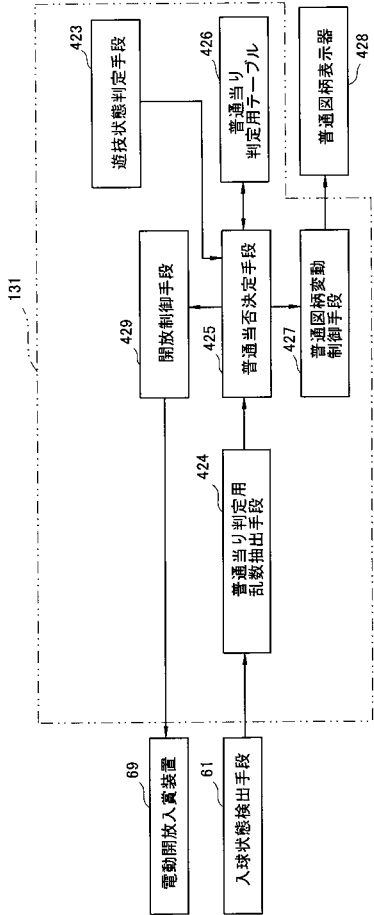 131
423
遊技状態判定手段
426
普通当り
判定用テーブル
428
普通図柄表示器
429
開放制御手段
425
普通当否決定手段
427
普通図柄変動
制御手段
424
普通当り判定用
乱数抽出手段
69
電動開放入賞装置
61
入球状態検出手段